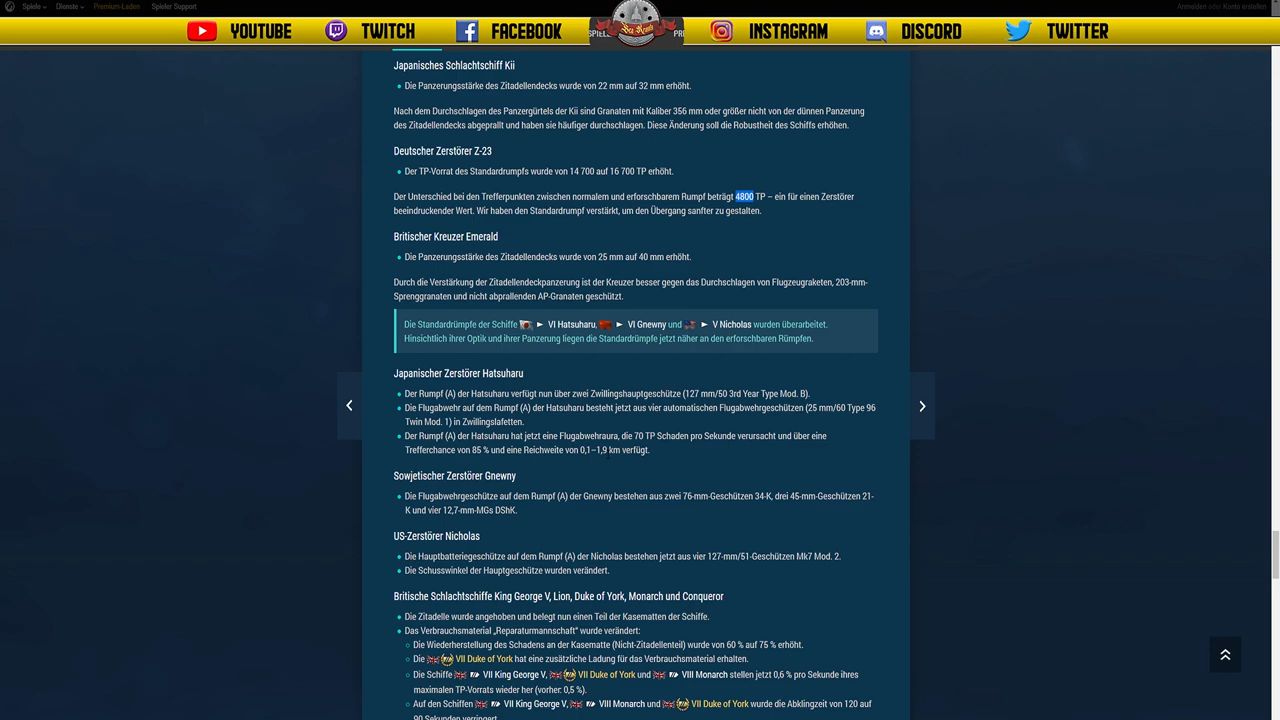 Spiele Dienste Premium-Laden Spieler Support Anmelden oder Konto erstellen
YOUTUBE TWITCH FACEBOOK INSTAGRAM DISCORD TWITTER
Japanisches Schlachtschiff Kii
Die Panzerungsstärke des Zitadellendecks wurde von 22 mm auf 32 mm erhöht.
Nach dem Durchschlagen des Panzergürtels der Kii sind Granaten mit Kaliber 356 mm oder größer nicht von der dünnen Panzerung
des Zitadellendecks abgeprallt und haben sie häufiger durchschlagen. Diese Änderung soll die Robustheit des Schiffs erhöhen.
Deutscher Zerstörer Z-23
Der TP-Vorrat des Standardrumpfs wurde von 14 700 auf 16 700 TP erhöht.
Der Unterschied bei den Trefferpunkten zwischen normalem und erforschbarem Rumpf beträgt 4800 TP – ein für einen Zerstörer
beeindruckender Wert. Wir haben den Standardrumpf verstärkt, um den Übergang sanfter zu gestalten.
Britischer Kreuzer Emerald
Die Panzerungsstärke des Zitadellendecks wurde von 25 mm auf 40 mm erhöht.
Durch die Verstärkung der Zitadellendeckpanzerung ist der Kreuzer besser gegen das Durchschlagen von Flugzeugraketen, 203-mm-
Sprenggranaten und nicht abprallenden AP-Granaten geschützt.
Die Standardrümpfe der Schiffe VI Hatsuharu, VI Gnewny und V Nicholas wurden überarbeitet.
Hinsichtlich ihrer Optik und ihrer Panzerung liegen die Standardrümpfe jetzt näher an den erforschbaren Rümpfen.
Japanischer Zerstörer Hatsuharu
Der Rumpf (A) der Hatsuharu verfügt nun über zwei Zwillingshauptgeschütze (127 mm/50 3rd Year Type Mod. B).
Die Flugabwehr auf dem Rumpf (A) der Hatsuharu besteht jetzt aus vier automatischen Flugabwehrgeschützen (25 mm/60 Type 96
Twin Mod. 1) in Zwillingslafetten.
Der Rumpf (A) der Hatsuharu hat jetzt eine Flugabwehraura, die 70 TP Schaden pro Sekunde verursacht und über eine
Trefferchance von 85 % und eine Reichweite von 0,1–1,9 km verfügt.
Sowjetischer Zerstörer Gnewny
Die Flugabwehrgeschütze auf dem Rumpf (A) der Gnewny bestehen aus zwei 76-mm-Geschützen 34-K, drei 45-mm-Geschützen 21-
K und vier 12,7-mm-MGs DShK.
US-Zerstörer Nicholas
Die Hauptbatteriegeschütze auf dem Rumpf (A) der Nicholas bestehen jetzt aus vier 127-mm/51-Geschützen Mk7 Mod. 2.
Die Schusswinkel der Hauptgeschütze wurden verändert.
Britische Schlachtschiffe King George V, Lion, Duke of York, Monarch und Conqueror
Die Zitadelle wurde angehoben und belegt nun einen Teil der Kasematten der Schiffe.
Das Verbrauchsmaterial „Reparaturmannschaft“ wurde verändert:
Die Wiederherstellung des Schadens an der Kasematte (Nicht-Zitadellenteil) wurde von 60 % auf 75 % erhöht.
Die VII Duke of York hat eine zusätzliche Ladung für das Verbrauchsmaterial erhalten.
Die Schiffe VII King George V, VII Duke of York und VIII Monarch stellen jetzt 0,6 % pro Sekunde ihres
maximalen TP-Vorrats wieder her (vorher: 0,5 %).
Auf den Schiffen VII King George V, VIII Monarch und VII Duke of York wurde die Abklingzeit von 120 auf
90 Sekunden verringert.